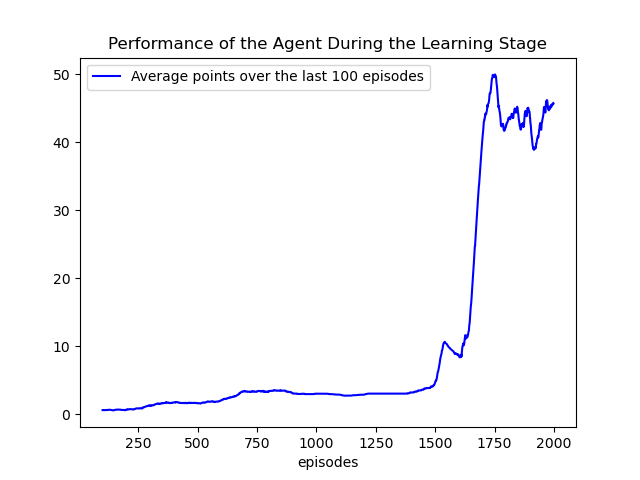 Performance of the Agent During the Learning Stage
Average points over the last 100 episodes
50
40
30
20
10
0
250 500 750 1000 1250 1500 1750 2000
episodes